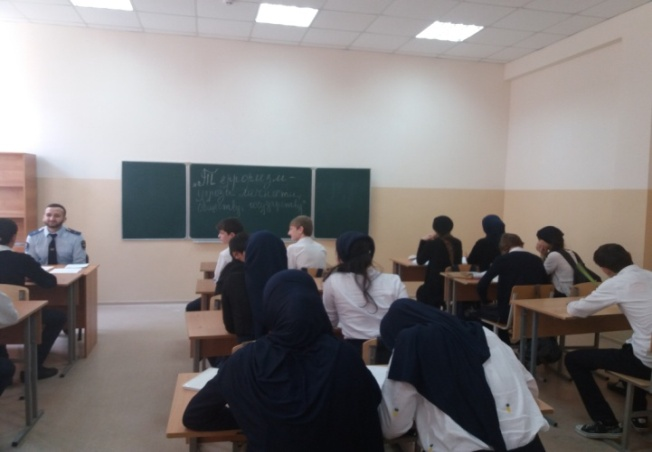 „Терроризм -
угроза личности,
обществу, государству"